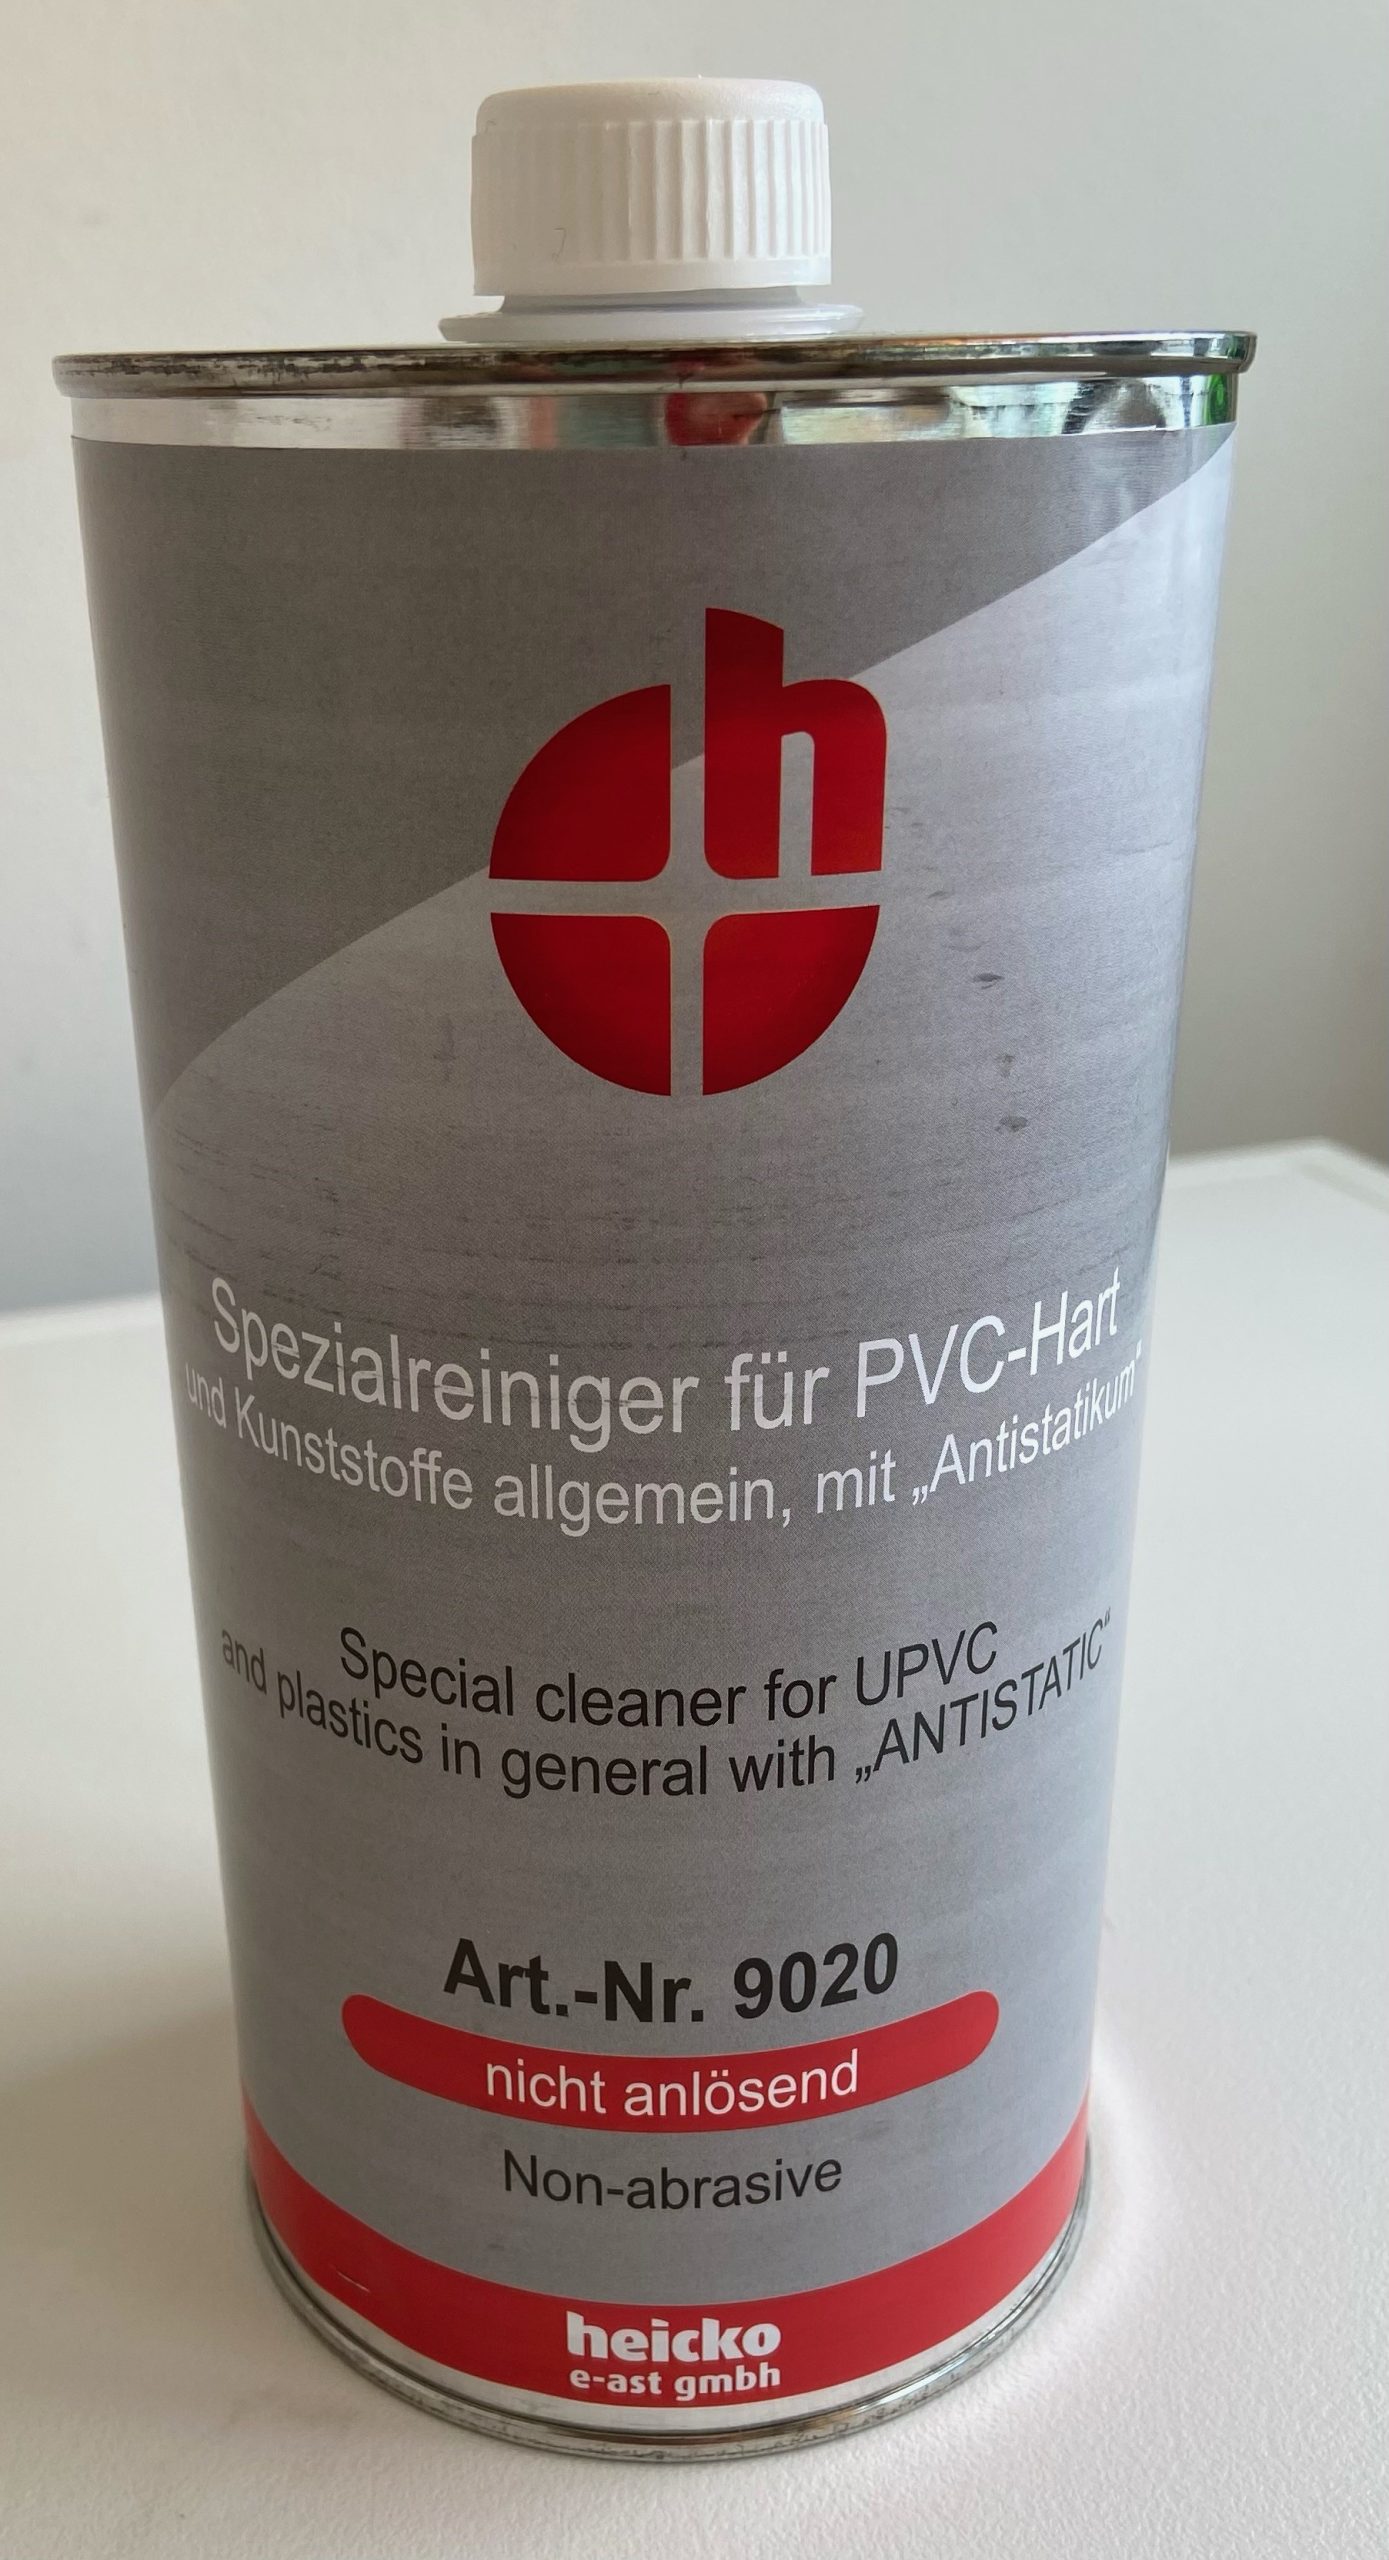 h
Spezialreiniger für PVC-Hart
und Kunststoffe allgemein, mit „Antistatikum“
Special cleaner for UPVC
and plastics in general with „ANTISTATIC“
Art.-Nr. 9020
nicht anlösend
Non-abrasive
heicko
e-ast gmbh